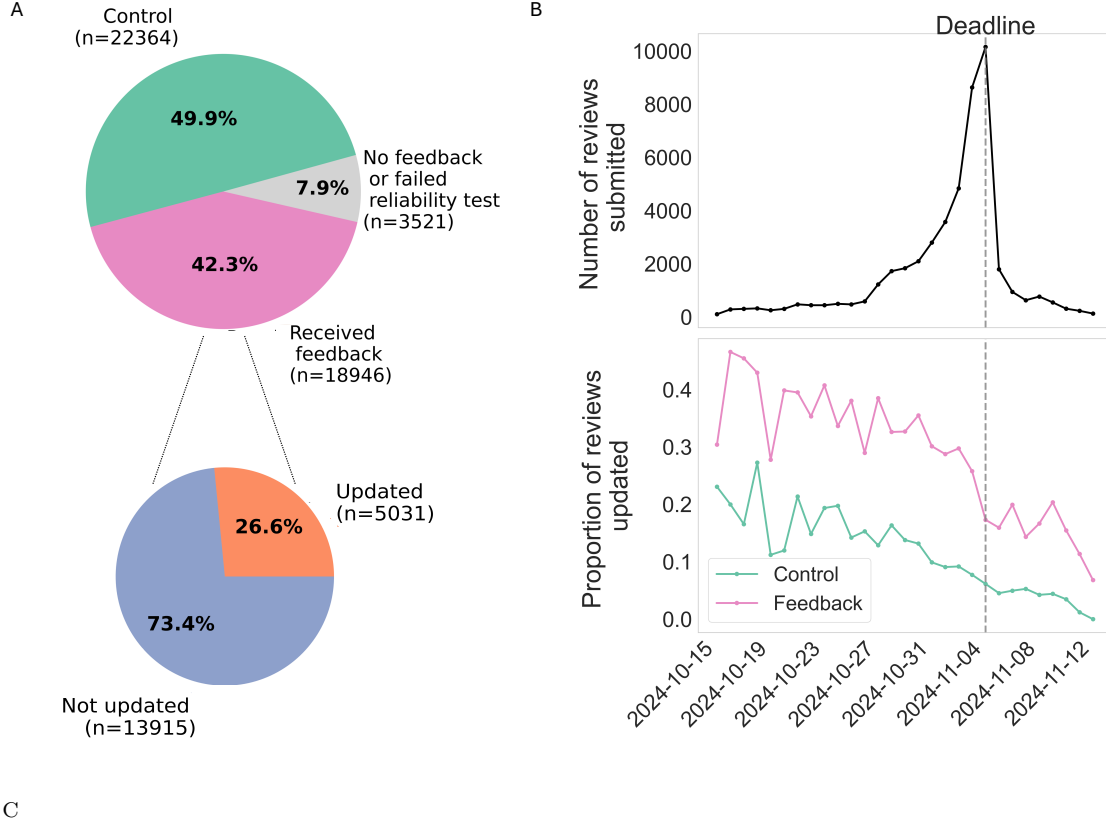 A
Control
(n=22364)
49.9%
No feedback
or failed
reliability test
(n=3521)
7.9%
42.3%
Received
feedback
(n=18946)
Updated
(n=5031)
26.6%
73.4%
Not updated
(n=13915)
B
Deadline
Number of reviews
submitted
10000
8000
6000
4000
2000
0
Proportion of reviews
updated
0.4
0.3
0.2
0.1
0.0
Control
Feedback
2024-10-15
2024-10-19
2024-10-23
2024-10-27
2024-10-31
2024-11-04
2024-11-08
2024-11-12
C